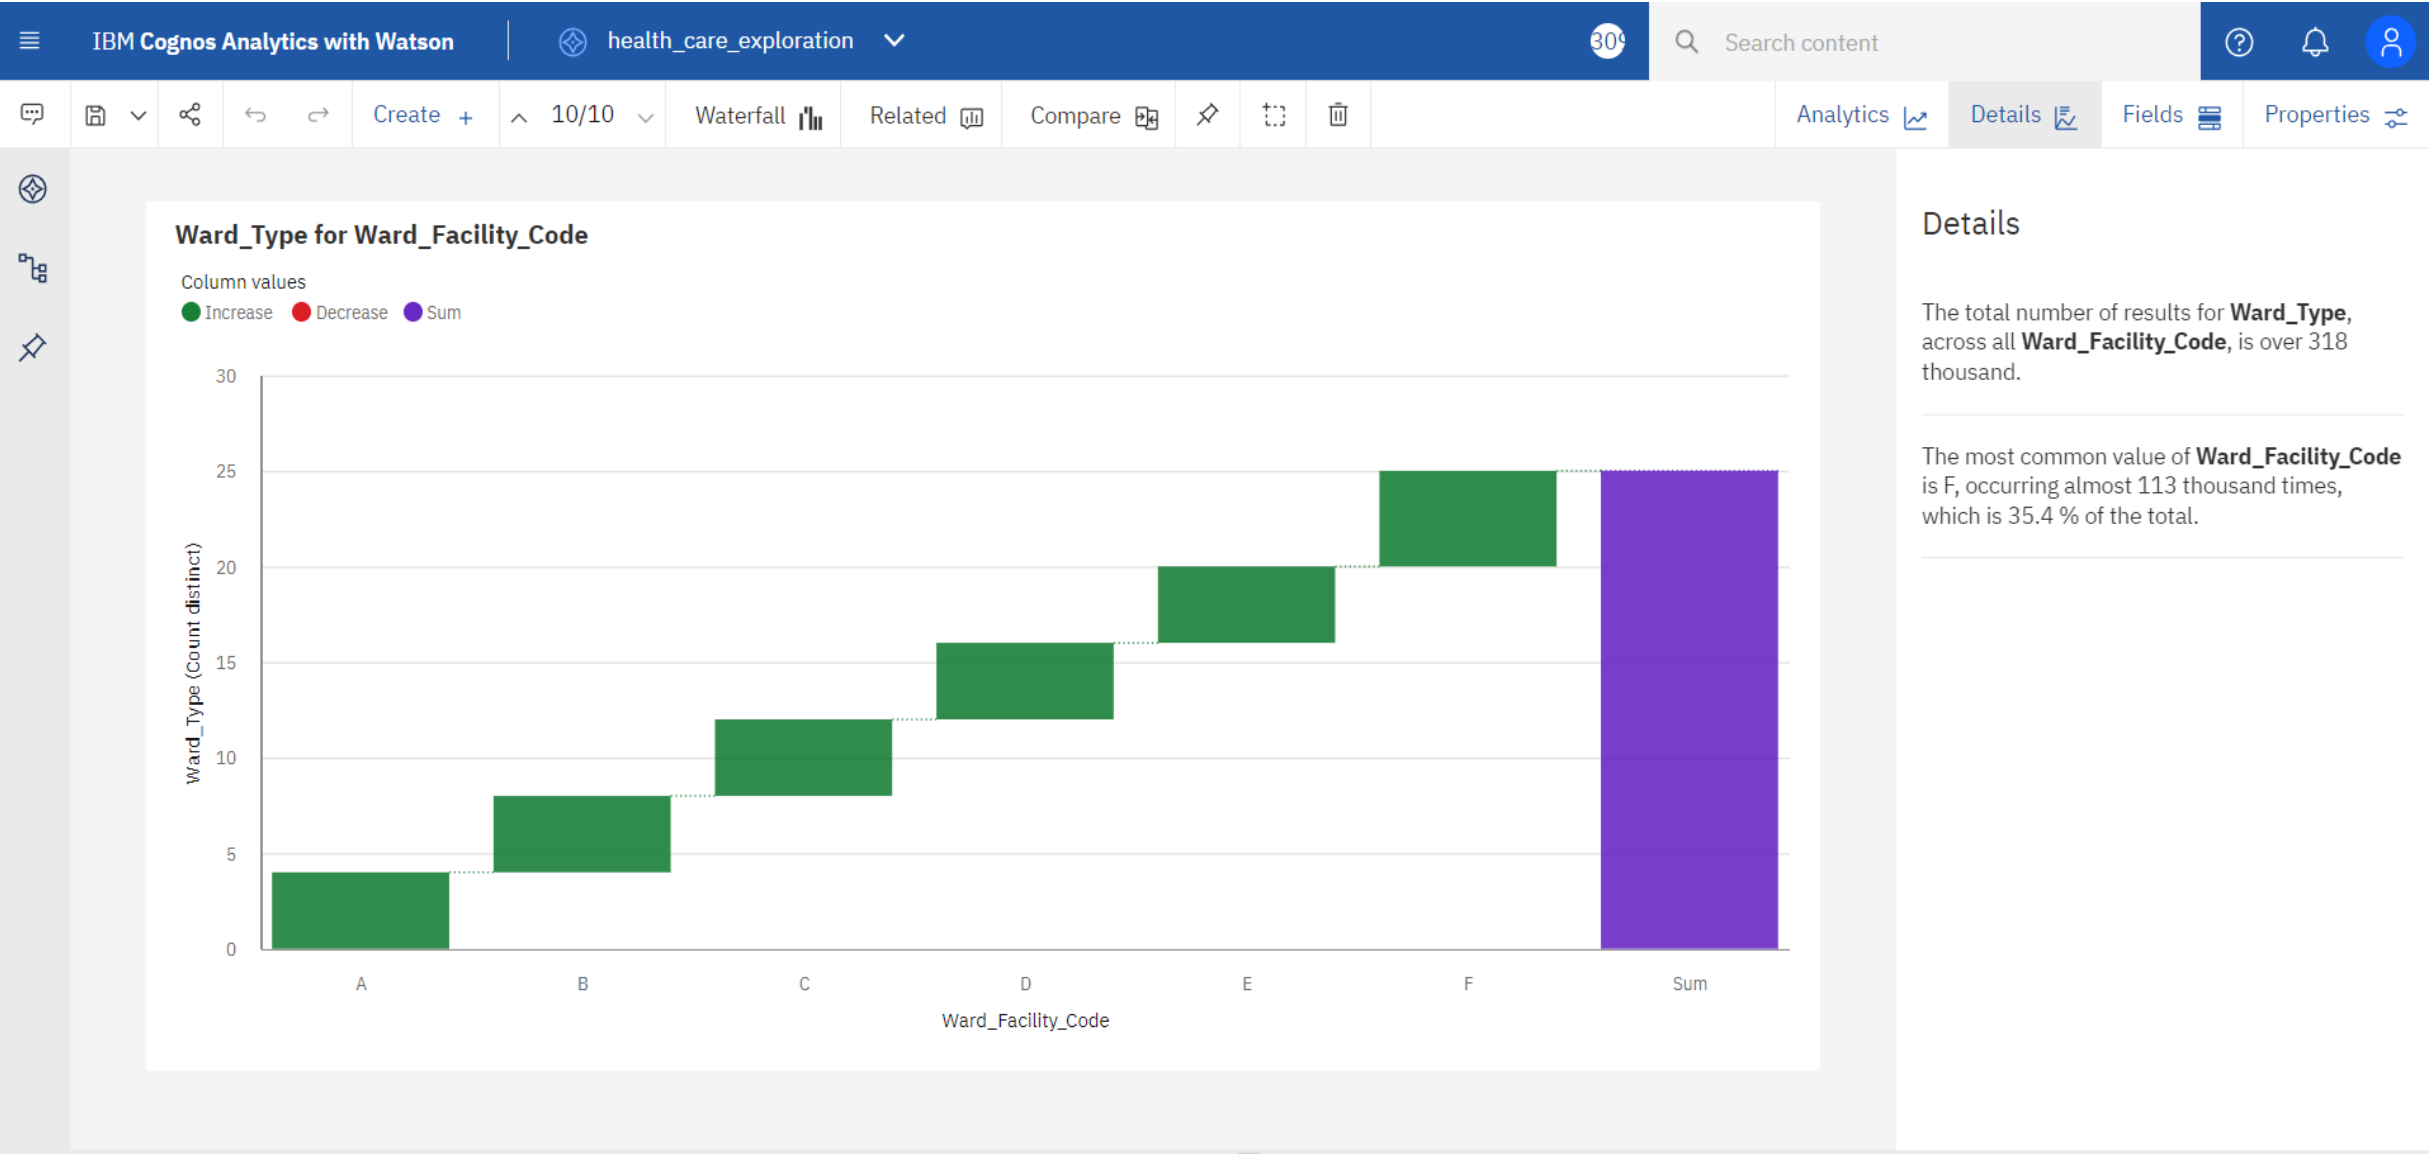 IBM Cognos Analytics with Watson
health_care_exploration
30
Search content
Create +
10/10
Waterfall
Related
Compare
Analytics
Details
Fields
Properties
Ward_Type for Ward_Facility_Code
Column values
Increase Decrease Sum
30
25
20
15
10
5
0
Ward_Type (Count distinct)
A B C D E F Sum
Ward_Facility_Code
Details
The total number of results for Ward_Type,
across all Ward_Facility_Code, is over 318
thousand.
The most common value of Ward_Facility_Code
is F, occurring almost 113 thousand times,
which is 35.4 % of the total.